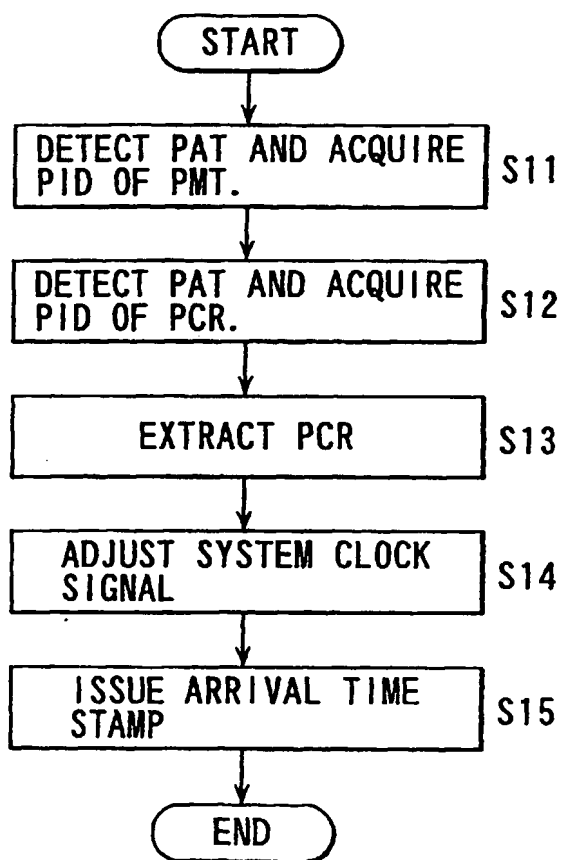 START
DETECT PAT AND ACQUIRE
PID OF PMT.
S11
DETECT PAT AND ACQUIRE
PID OF PCR.
S12
EXTRACT PCR
S13
ADJUST SYSTEM CLOCK
SIGNAL
S14
ISSUE ARRIVAL TIME
STAMP
S15
END